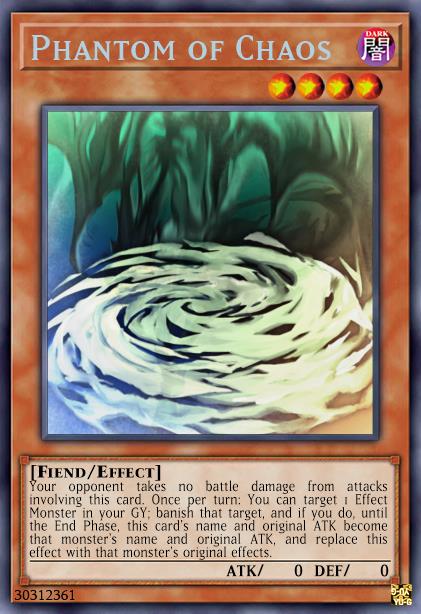 Phantom of Chaos
DARK
闇
[Fiend/Effect]
Your opponent takes no battle damage from attacks
involving this card. Once per turn: You can target 1 Effect
Monster in your GY; banish that target, and if you do, until
the End Phase, this card's name and original ATK become
that monster's name and original ATK, and replace this
effect with that monster's original effects.
ATK/ 0 DEF/ 0
30312361